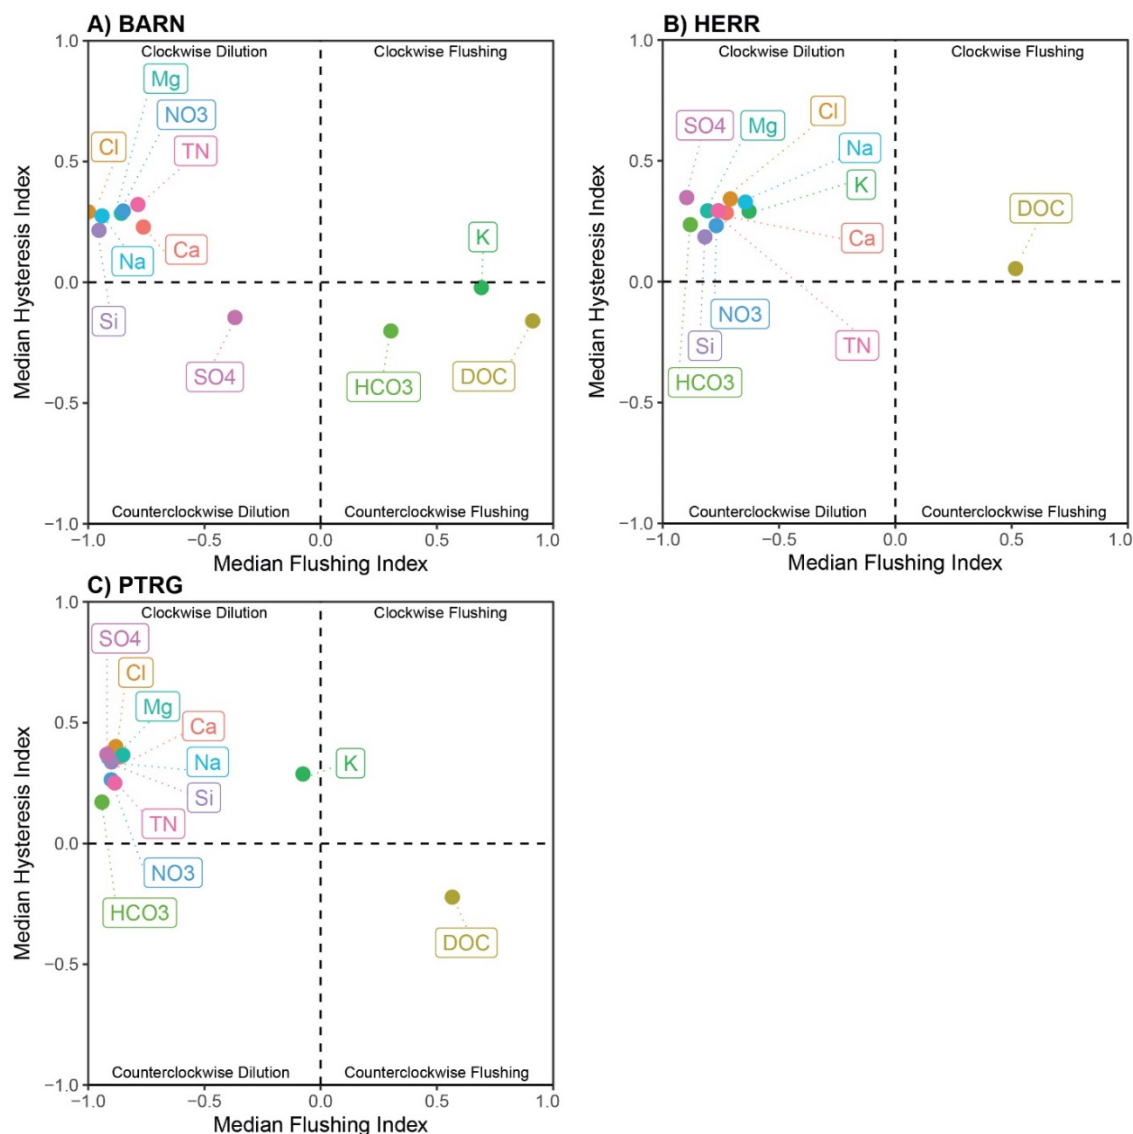 A) BARN
Clockwise Dilution
Clockwise Flushing
Mg
NO3
Cl
TN
K
Ca
Na
Si
SO4
HCO3
DOC
Counterclockwise Dilution
Counterclockwise Flushing
1.0
0.5
0.0
−0.5
−1.0
−1.0
−0.5
0.0
0.5
1.0
Median Hysteresis Index
Median Flushing Index
B) HERR
Clockwise Dilution
Clockwise Flushing
Cl
SO4
Mg
Na
K
DOC
Ca
NO3
Si
TN
HCO3
Counterclockwise Dilution
Counterclockwise Flushing
1.0
0.5
0.0
−0.5
−1.0
−1.0
−0.5
0.0
0.5
1.0
Median Hysteresis Index
Median Flushing Index
C) PTRG
Clockwise Dilution
Clockwise Flushing
SO4
Cl
Mg
Ca
Na
K
Si
TN
NO3
HCO3
DOC
Counterclockwise Dilution
Counterclockwise Flushing
1.0
0.5
0.0
−0.5
−1.0
−1.0
−0.5
0.0
0.5
1.0
Median Hysteresis Index
Median Flushing Index